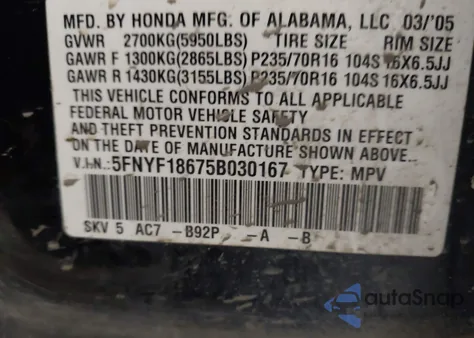 MFD. BY HONDA MFG. OF ALABAMA, LLC 03/'05
GVWR 2700KG(5950LBS) TIRE SIZE RIM SIZE
GAWR F 1300KG(2865LBS) P235/70R16 104S 16X6.5JJ
GAWR R 1430KG(3155LBS) P235/70R16 104S 16X6.5JJ
THIS VEHICLE CONFORMS TO ALL APPLICABLE
FEDERAL MOTOR VEHICLE SAFETY BUMPER
AND THEFT PREVENTION STANDARDS IN EFFECT
ON THE DATE OF MANUFACTURE SHOWN ABOVE.
V.I.N.: 5FNYF18675B030167 TYPE: MPV
SKV 5 AC7 -B92P -A -B
autoSnap